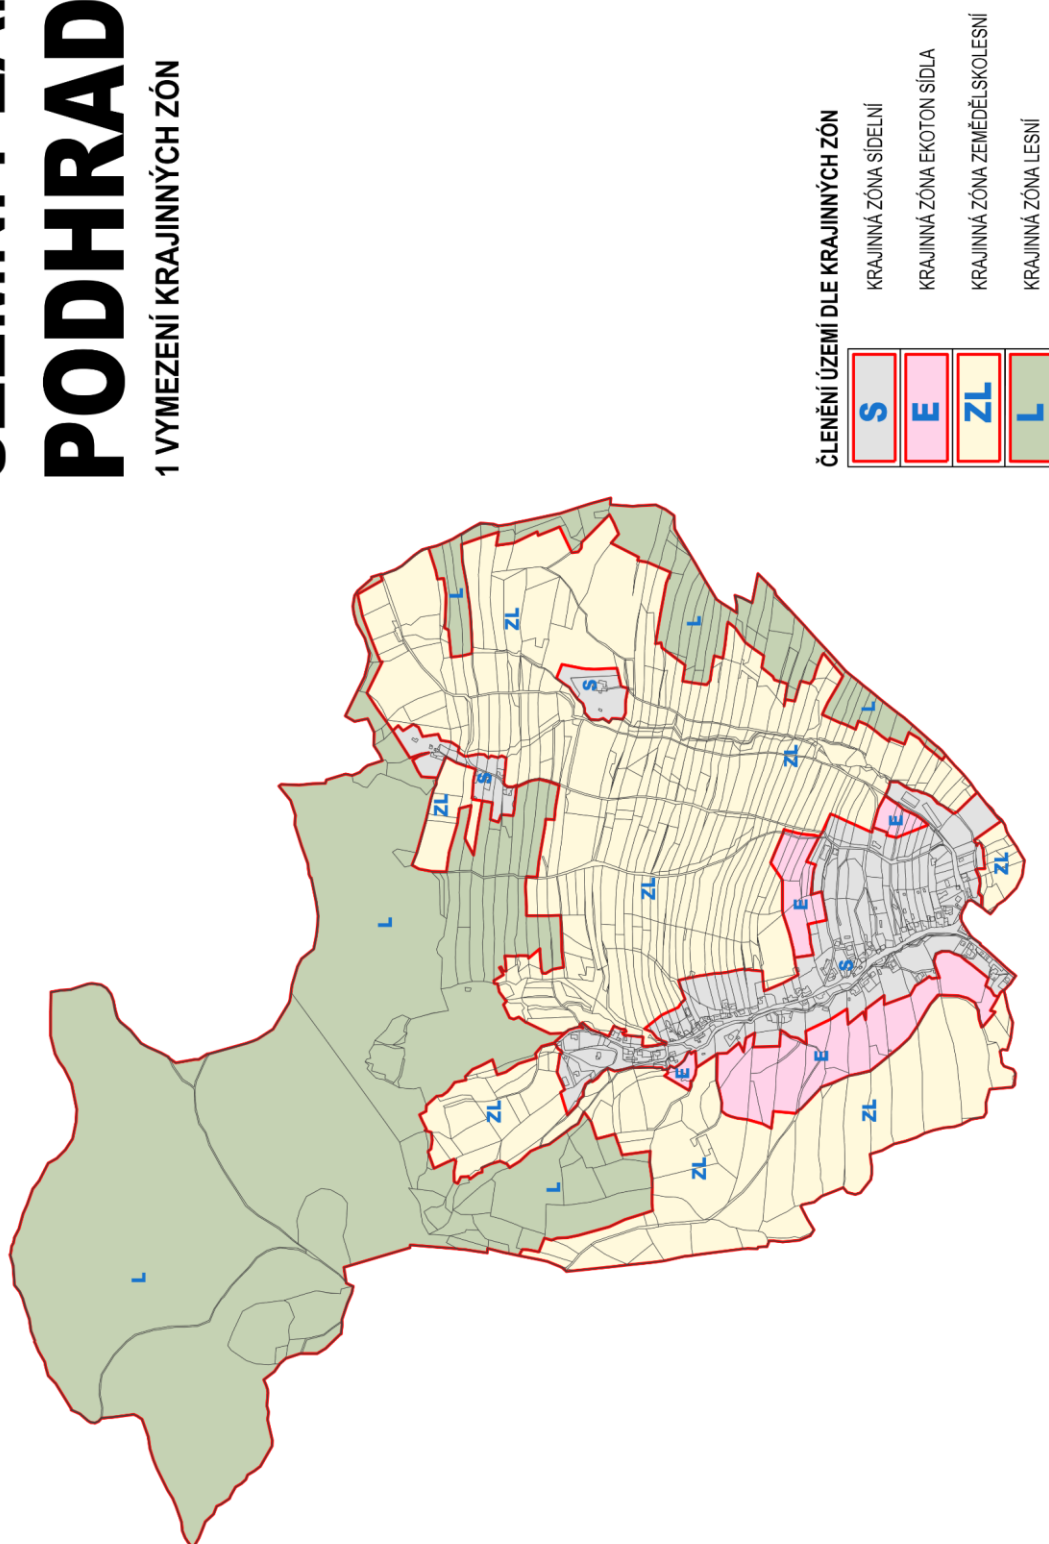 PODHRAD
1 VYMEZENÍ KRAJINNÝCH ZÓN
ČLENĚNÍ ÚZEMÍ DLE KRAJINNÝCH ZÓN
S KRAJINNÁ ZÓNA SÍDELNÍ
E KRAJINNÁ ZÓNA EKOTON SÍDLA
ZL KRAJINNÁ ZÓNA ZEMĚDĚLSKOLESNÍ
L KRAJINNÁ ZÓNA LESNÍ
L
ZL
L
S
L
ZL
S
ZL
L
ZL
E
ZL
E
S
ZL
L
ZL
E
E
ZL
ZL
L
L